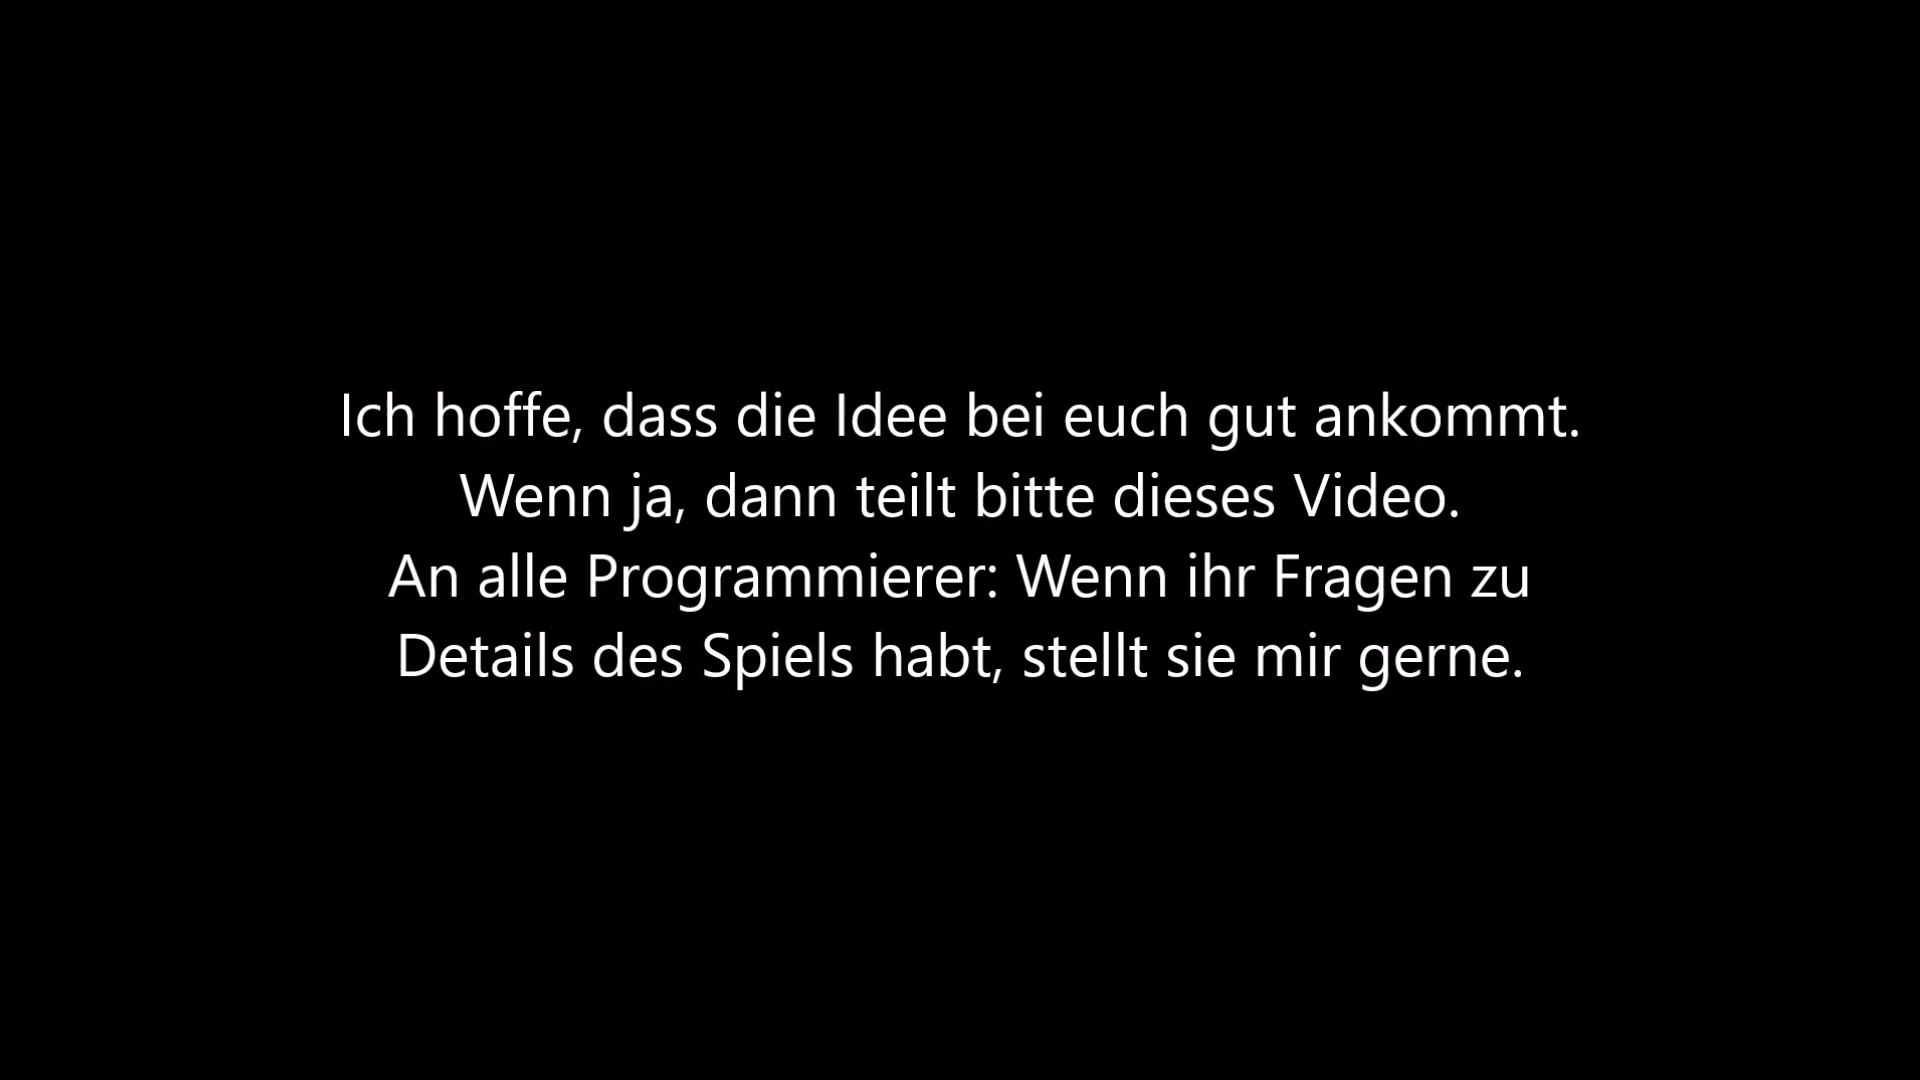 Ich hoffe, dass die Idee bei euch gut ankommt.
Wenn ja, dann teilt bitte dieses Video.
An alle Programmierer: Wenn ihr Fragen zu
Details des Spiels habt, stellt sie mir gerne.